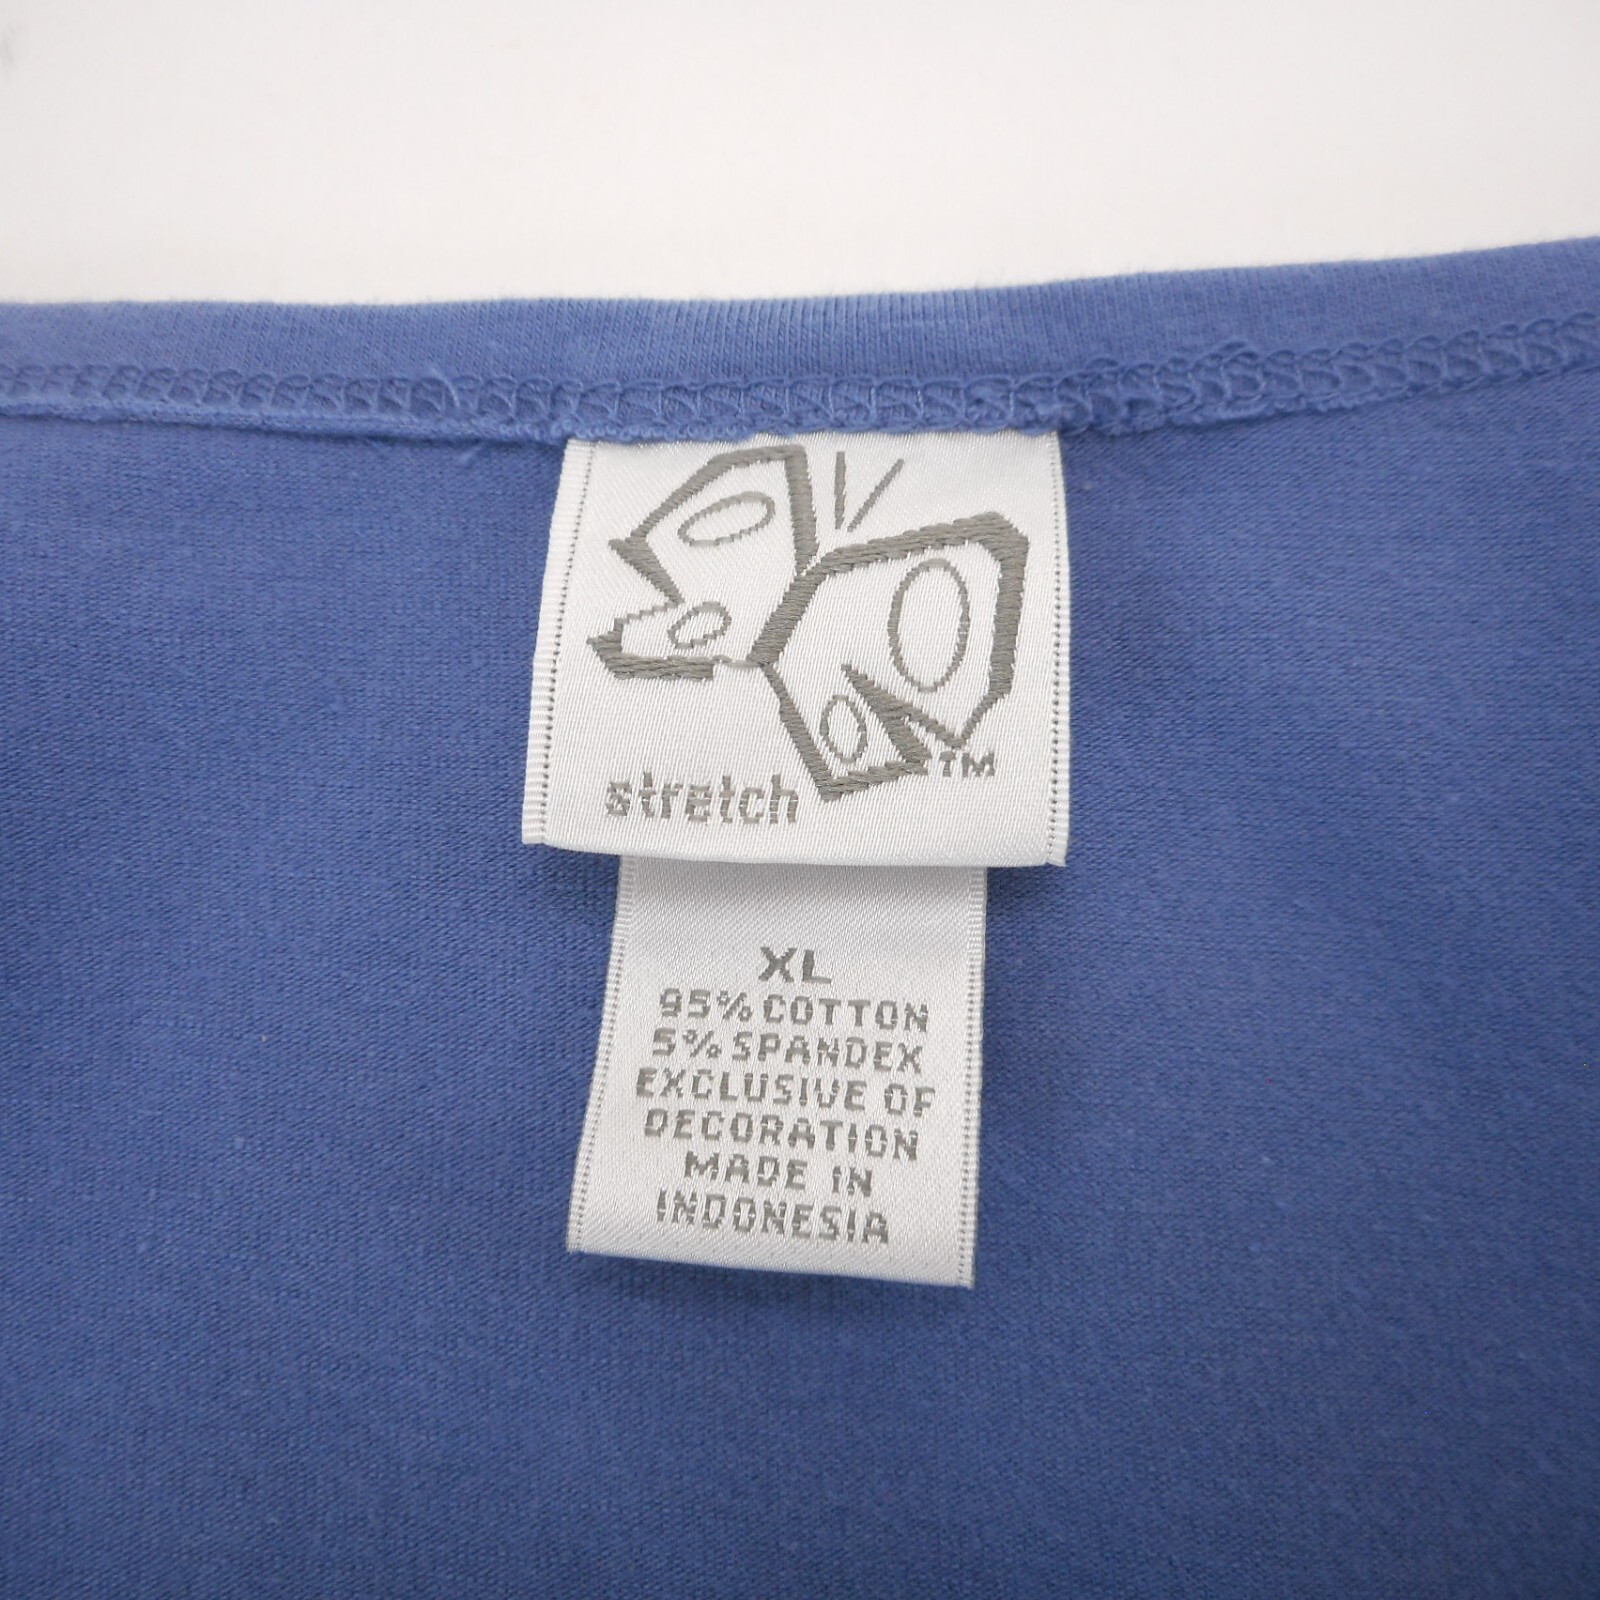 stretch ™
XL
95% COTTON
5% SPANDEX
EXCLUSIVE OF
DECORATION
MADE IN
INDONESIA